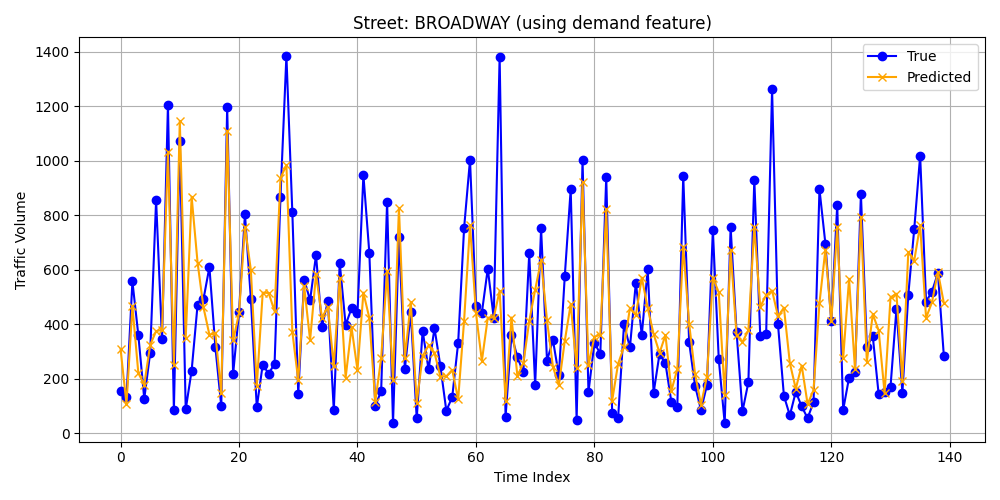 Street: BROADWAY (using demand feature)
True
Predicted
Traffic Volume
1400
1200
1000
800
600
400
200
0
0 20 40 60 80 100 120 140
Time Index